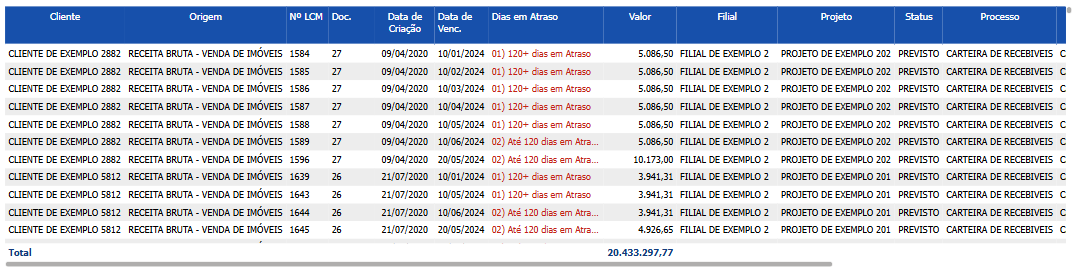 Cliente Origem Nº LCM Doc. Data de Criação Data de Venc. Dias em Atraso Valor Filial Projeto Status Processo
CLIENTE DE EXEMPLO 2882 RECEITA BRUTA - VENDA DE IMÓVEIS 1584 27 09/04/2020 10/01/2024 01) 120+ dias em Atraso 5.086,50 FILIAL DE EXEMPLO 2 PROJETO DE EXEMPLO 202 PREVISTO CARTEIRA DE RECEBIVEIS C
CLIENTE DE EXEMPLO 2882 RECEITA BRUTA - VENDA DE IMÓVEIS 1585 27 09/04/2020 10/02/2024 01) 120+ dias em Atraso 5.086,50 FILIAL DE EXEMPLO 2 PROJETO DE EXEMPLO 202 PREVISTO CARTEIRA DE RECEBIVEIS C
CLIENTE DE EXEMPLO 2882 RECEITA BRUTA - VENDA DE IMÓVEIS 1586 27 09/04/2020 10/03/2024 01) 120+ dias em Atraso 5.086,50 FILIAL DE EXEMPLO 2 PROJETO DE EXEMPLO 202 PREVISTO CARTEIRA DE RECEBIVEIS C
CLIENTE DE EXEMPLO 2882 RECEITA BRUTA - VENDA DE IMÓVEIS 1587 27 09/04/2020 10/04/2024 01) 120+ dias em Atraso 5.086,50 FILIAL DE EXEMPLO 2 PROJETO DE EXEMPLO 202 PREVISTO CARTEIRA DE RECEBIVEIS C
CLIENTE DE EXEMPLO 2882 RECEITA BRUTA - VENDA DE IMÓVEIS 1588 27 09/04/2020 10/05/2024 01) 120+ dias em Atraso 5.086,50 FILIAL DE EXEMPLO 2 PROJETO DE EXEMPLO 202 PREVISTO CARTEIRA DE RECEBIVEIS C
CLIENTE DE EXEMPLO 2882 RECEITA BRUTA - VENDA DE IMÓVEIS 1589 27 09/04/2020 10/06/2024 02) Até 120 dias em Atra... 5.086,50 FILIAL DE EXEMPLO 2 PROJETO DE EXEMPLO 202 PREVISTO CARTEIRA DE RECEBIVEIS C
CLIENTE DE EXEMPLO 2882 RECEITA BRUTA - VENDA DE IMÓVEIS 1596 27 09/04/2020 20/05/2024 02) Até 120 dias em Atra... 10.173,00 FILIAL DE EXEMPLO 2 PROJETO DE EXEMPLO 202 PREVISTO CARTEIRA DE RECEBIVEIS C
CLIENTE DE EXEMPLO 5812 RECEITA BRUTA - VENDA DE IMÓVEIS 1639 26 21/07/2020 10/01/2024 01) 120+ dias em Atraso 3.941,31 FILIAL DE EXEMPLO 2 PROJETO DE EXEMPLO 201 PREVISTO CARTEIRA DE RECEBIVEIS C
CLIENTE DE EXEMPLO 5812 RECEITA BRUTA - VENDA DE IMÓVEIS 1643 26 21/07/2020 10/05/2024 01) 120+ dias em Atraso 3.941,31 FILIAL DE EXEMPLO 2 PROJETO DE EXEMPLO 201 PREVISTO CARTEIRA DE RECEBIVEIS C
CLIENTE DE EXEMPLO 5812 RECEITA BRUTA - VENDA DE IMÓVEIS 1644 26 21/07/2020 10/06/2024 02) Até 120 dias em Atra... 3.941,31 FILIAL DE EXEMPLO 2 PROJETO DE EXEMPLO 201 PREVISTO CARTEIRA DE RECEBIVEIS C
CLIENTE DE EXEMPLO 5812 RECEITA BRUTA - VENDA DE IMÓVEIS 1645 26 21/07/2020 20/05/2024 02) Até 120 dias em Atra... 4.926,65 FILIAL DE EXEMPLO 2 PROJETO DE EXEMPLO 201 PREVISTO CARTEIRA DE RECEBIVEIS C
Total 20.433.297,77